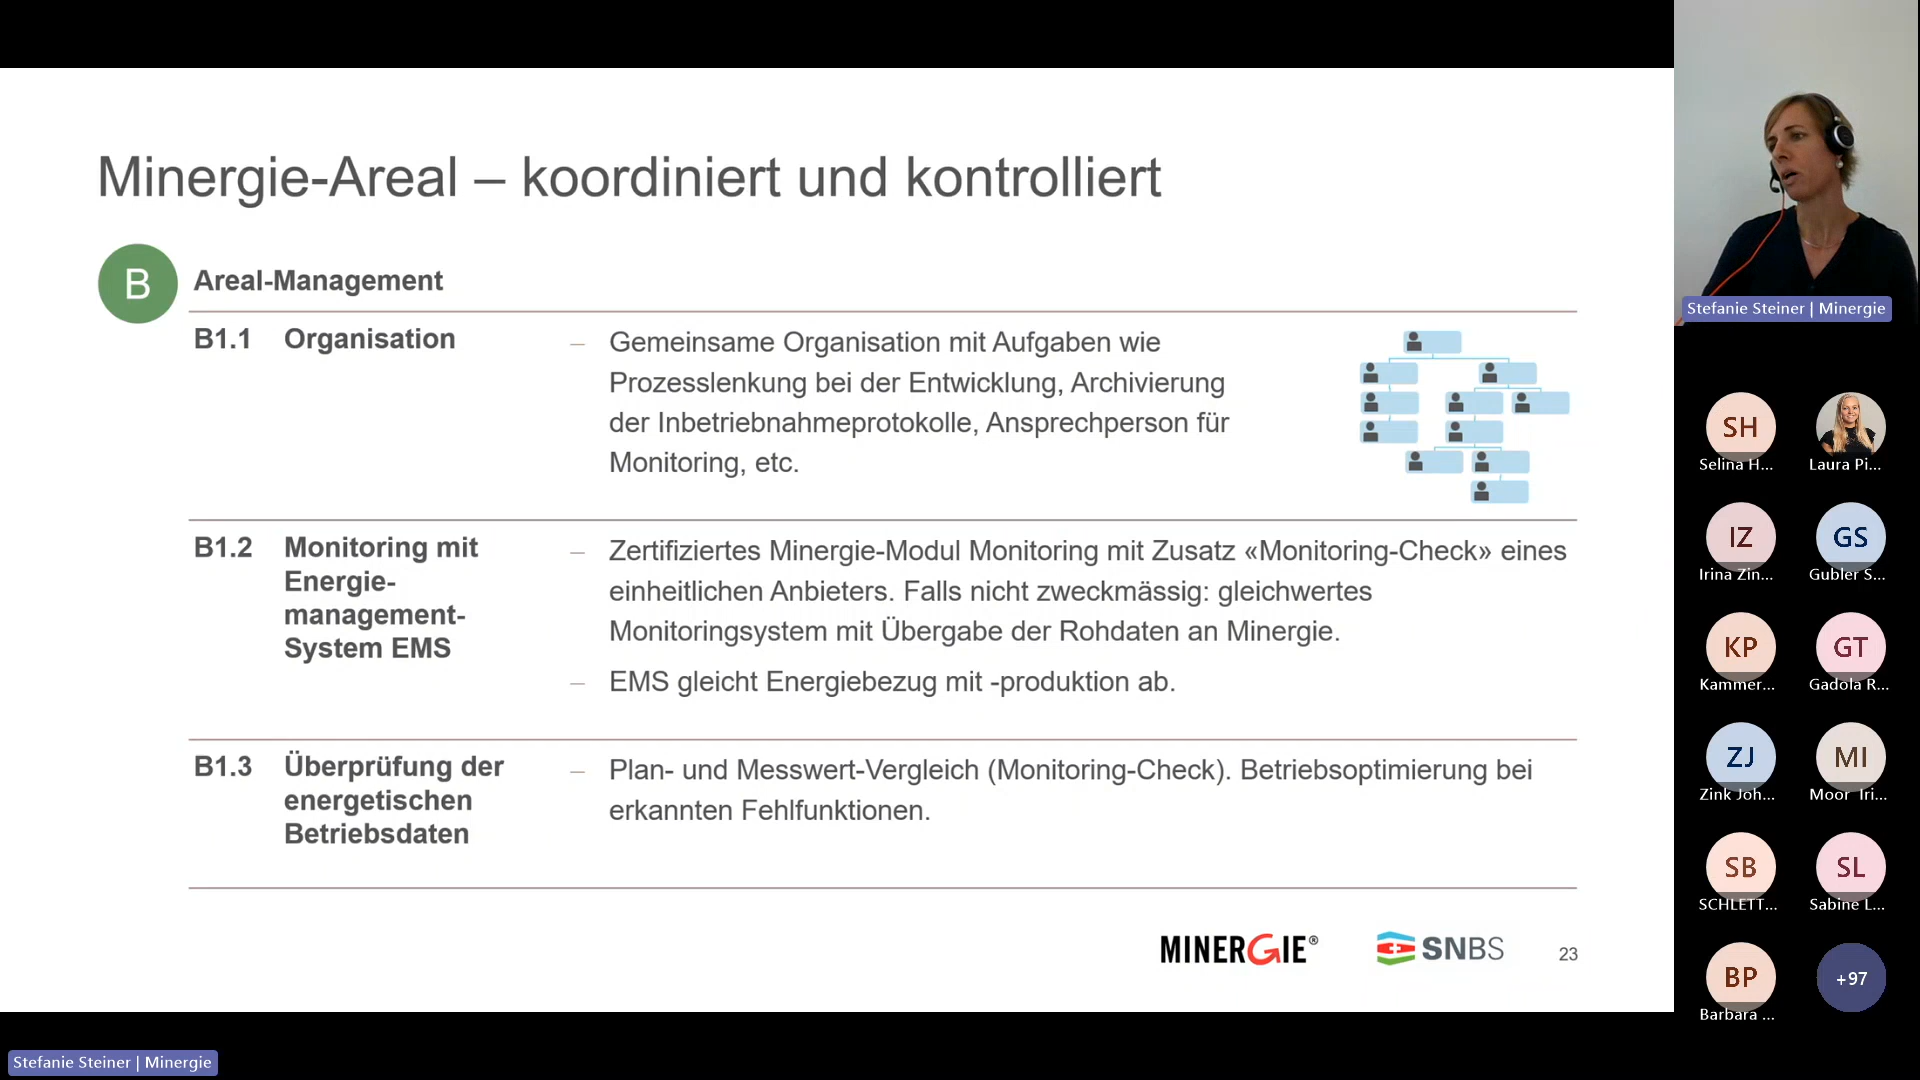 Minergie-Areal – koordiniert und kontrolliert
B
Areal-Management
B1.1 Organisation
– Gemeinsame Organisation mit Aufgaben wie
Prozesslenkung bei der Entwicklung, Archivierung
der Inbetriebnahmeprotokolle, Ansprechperson für
Monitoring, etc.
B1.2 Monitoring mit
Energie-
management-
System EMS
– Zertifiziertes Minergie-Modul Monitoring mit Zusatz «Monitoring-Check» eines
einheitlichen Anbieters. Falls nicht zweckmässig: gleichwertes
Monitoringsystem mit Übergabe der Rohdaten an Minergie.
– EMS gleicht Energiebezug mit -produktion ab.
B1.3 Überprüfung der
energetischen
Betriebsdaten
– Plan- und Messwert-Vergleich (Monitoring-Check). Betriebsoptimierung bei
erkannten Fehlfunktionen.
MINERGIE®
SNBS
23
Stefanie Steiner | Minergie
SH
Selina H...
Laura Pi...
IZ
Irina Zin...
GS
Gubler S...
KP
Kammer...
GT
Gadola R...
ZJ
Zink Joh...
MI
Moor Iri...
SB
SCHLETT...
SL
Sabine L...
BP
Barbara ...
+97
Stefanie Steiner | Minergie